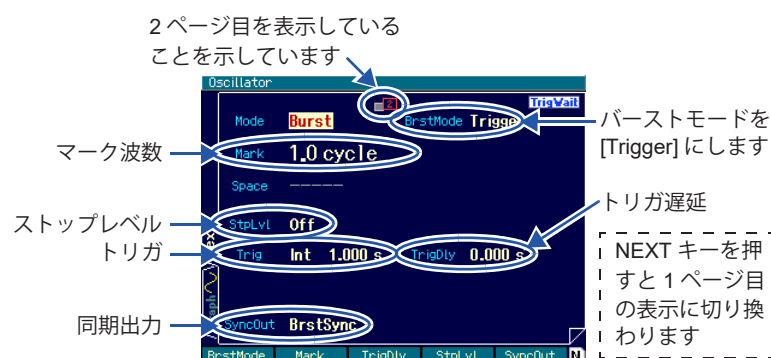 2 ページ目を表示している
ことを示しています
Oscillator
2
TrigWait
Mode Burst
BrstMode Trigge
バーストモードを
[Trigger] にします
マーク波数
Mark 1.0 cycle
Space -----
トリガ遅延
ストップレベル
StpLvl Off
トリガ
Trig Int 1.000 s
TrigDly 0.000 s
NEXT キーを押
すと 1 ページ目
の表示に切り換
わります
同期出力
SyncOut BrstSync
BrstMode Mark TrigDly StpLvl SyncOut N